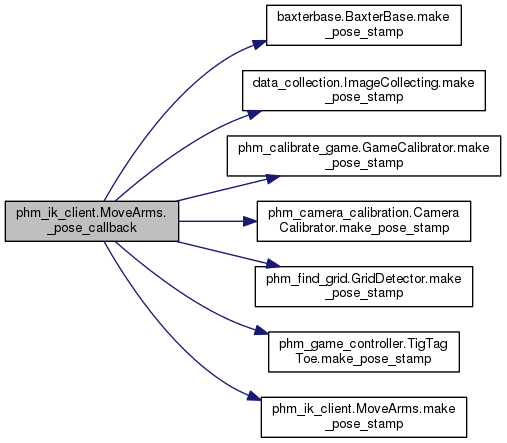 baxterbase.BaxterBase.make
_pose_stamp
data_collection.ImageCollecting.make
_pose_stamp
phm_calibrate_game.GameCalibrator.make
_pose_stamp
phm_ik_client.MoveArms.
_pose_callback
phm_camera_calibration.Camera
Calibrator.make_pose_stamp
phm_find_grid.GridDetector.make
_pose_stamp
phm_game_controller.TigTag
Toe.make_pose_stamp
phm_ik_client.MoveArms.make
_pose_stamp